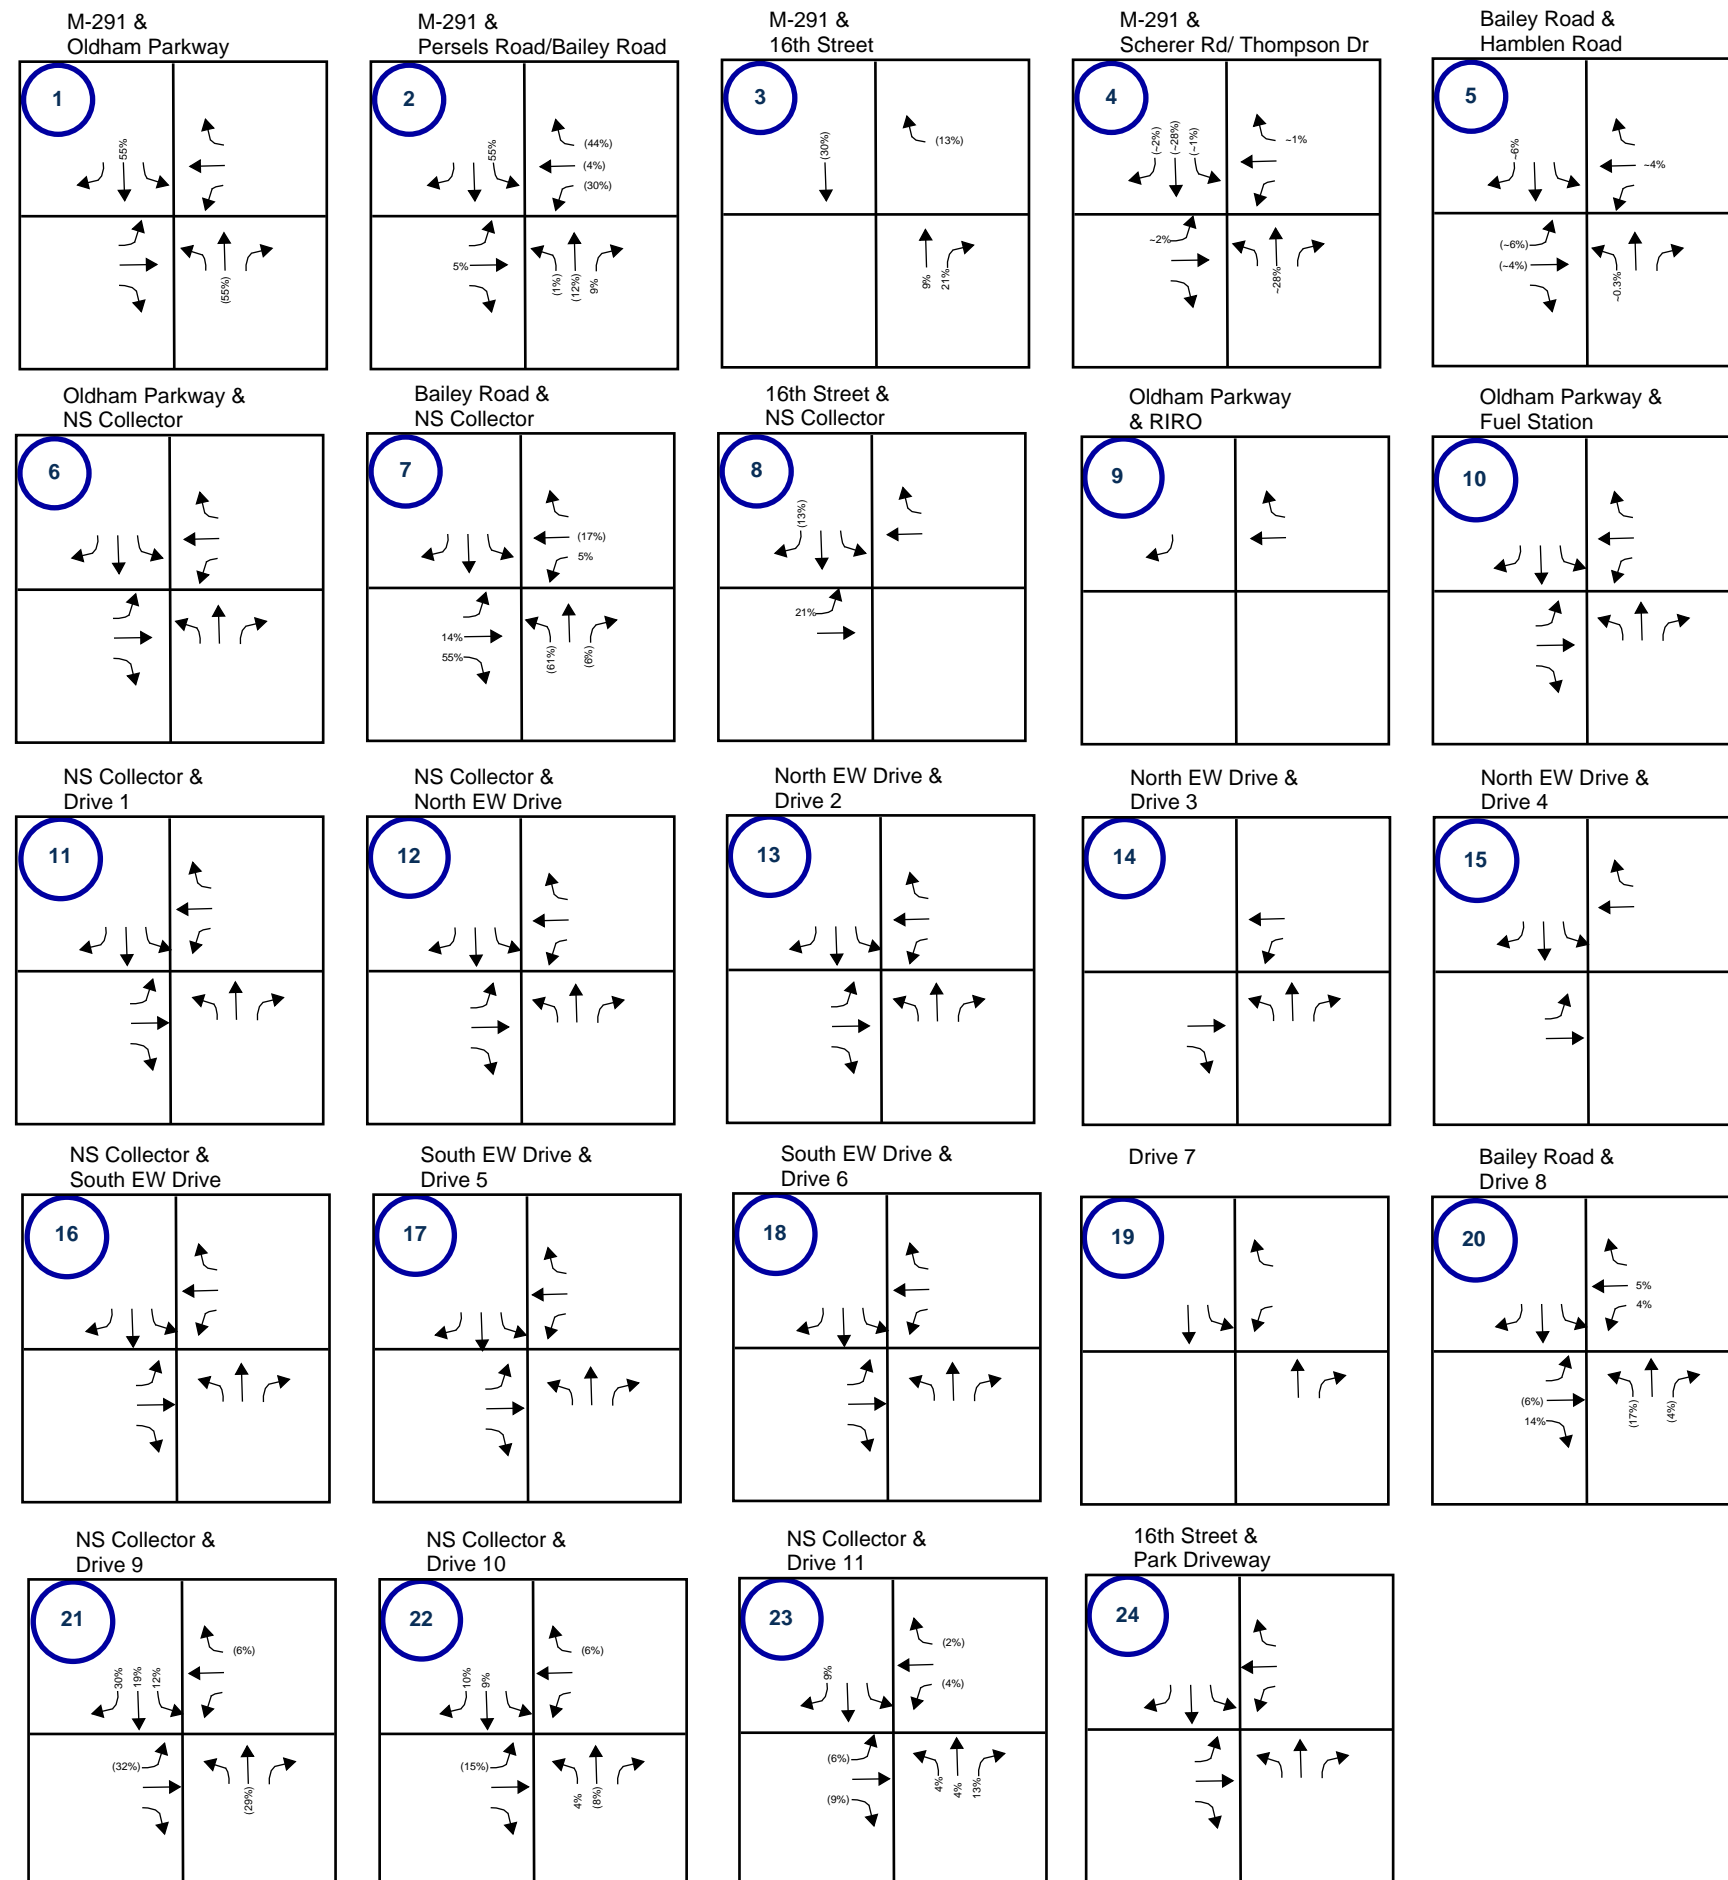 M-291 &
Oldham Parkway
1
55%
(55%)
M-291 &
Persels Road/Bailey Road
2
55%
(44%)
(4%)
(30%)
5%
(1%)
(12%)
9%
M-291 &
16th Street
3
(30%)
(13%)
9%
21%
M-291 &
Scherer Rd/ Thompson Dr
4
(~2%)
(~28%)
(~1%)
~1%
~2%
~28%
Bailey Road &
Hamblen Road
5
~6%
~4%
(~6%)
(~4%)
~0.3%
Oldham Parkway &
NS Collector
6
Bailey Road &
NS Collector
7
(17%)
5%
14%
55%
(61%)
(6%)
16th Street &
NS Collector
8
(13%)
21%
Oldham Parkway
& RIRO
9
Oldham Parkway &
Fuel Station
10
NS Collector &
Drive 1
11
NS Collector &
North EW Drive
12
North EW Drive &
Drive 2
13
North EW Drive &
Drive 3
14
North EW Drive &
Drive 4
15
NS Collector &
South EW Drive
16
South EW Drive &
Drive 5
17
South EW Drive &
Drive 6
18
Drive 7
19
Bailey Road &
Drive 8
20
5%
4%
(6%)
14%
(17%)
(4%)
NS Collector &
Drive 9
21
30%
19%
12%
(6%)
(32%)
(29%)
NS Collector &
Drive 10
22
10%
9%
(6%)
(15%)
4%
(8%)
NS Collector &
Drive 11
23
9%
(2%)
(4%)
(6%)
(9%)
4%
4%
13%
16th Street &
Park Driveway
24